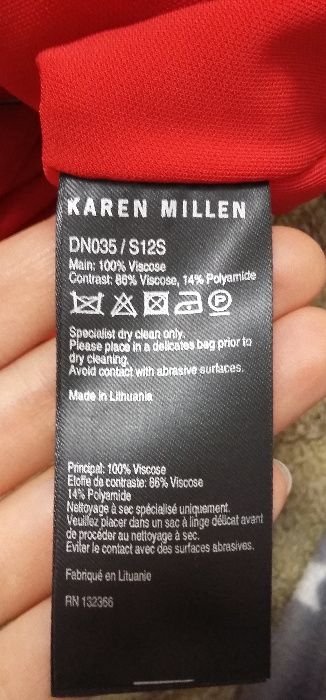 KAREN MILLEN
DN035 / S12S
Main: 100% Viscose
Contrast: 86% Viscose, 14% Polyamide
P
Specialist dry clean only.
Please place in a delicates bag prior to
dry cleaning.
Avoid contact with abrasive surfaces.
Made in Lithuania
Principal: 100% Viscose
Etoffe de contraste: 86% Viscose
14% Polyamide
Nettoyage à sec spécialisé uniquement.
Veuillez placer dans un sac à linge délicat avant
de procéder au nettoyage à sec.
Eviter le contact avec des surfaces abrasives.
Fabriqué en Lituanie
RN 132366